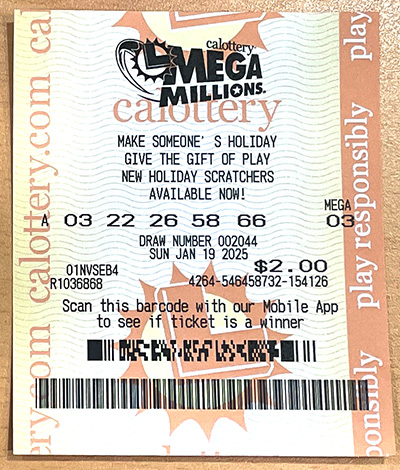 calottery
MEGA
MILLIONS
calottery
MAKE SOMEONE' S HOLIDAY
GIVE THE GIFT OF PLAY
NEW HOLIDAY SCRATCHERS
AVAILABLE NOW!
MEGA
A 03 22 26 58 66 03
DRAW NUMBER 002044
SUN JAN 19 2025
01NVSEB4 $2.00
R1036868 4264-546458732-154126
Scan this barcode with our Mobile App
to see if ticket is a winner
calottery.com
play responsibly